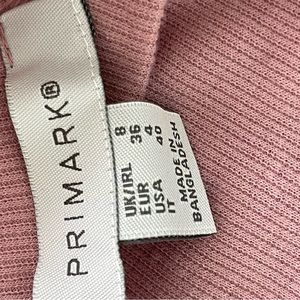 PRIMARK®
UK/IRL 8
EUR 36
USA 4
IT 40
MADE IN
BANGLADESH